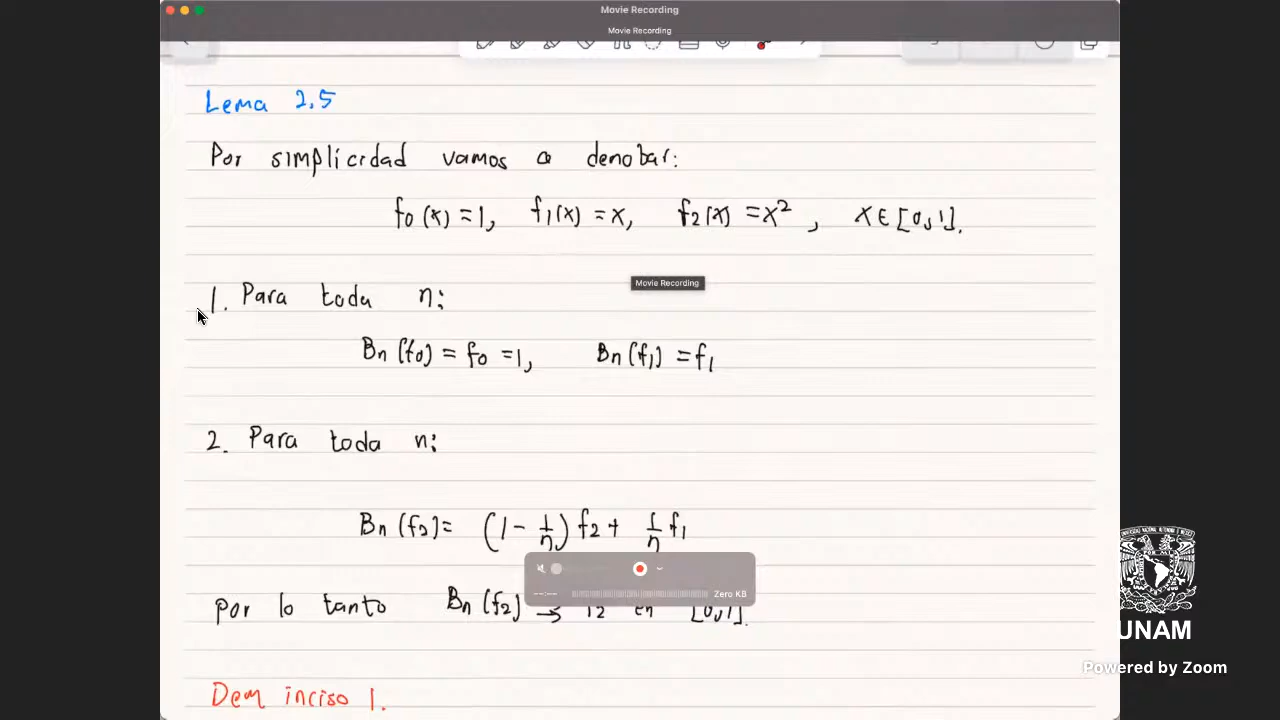 Movie Recording
Movie Recording
Lema 2.5
Por simplicidad vamos a denobar:
f₀(x) = 1, f₁(x) = x, f₂(x) = x², x ∈ [0,1].
1. Para toda n:
Movie Recording
Bn(f₀) = f₀ = 1, Bn(f₁) = f₁
2. Para toda n:
Bn(f₂) = (1 - 1/n) f₂ + 1/n f₁
--:-- Zero KB
por lo tanto Bn(f₂) → f₂ en [0,1].
Dem inciso 1.
UNAM
Powered by Zoom